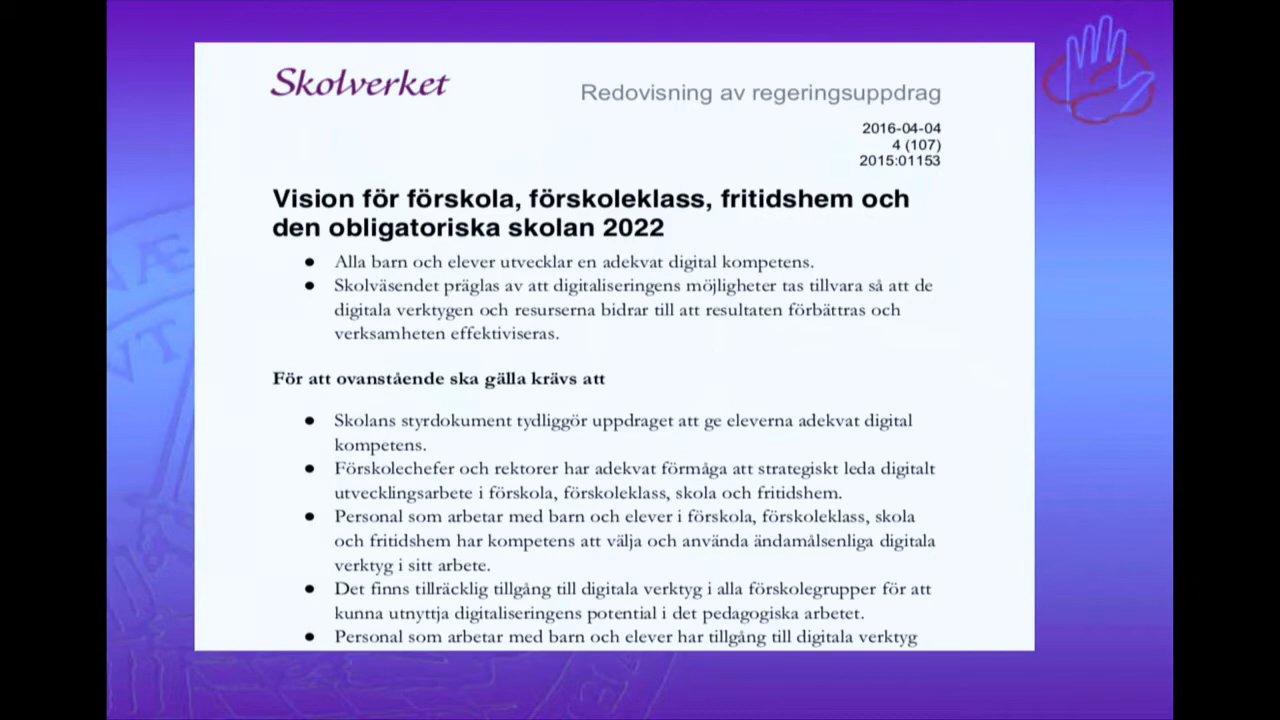 Skolverket
Redovisning av regeringsuppdrag
2016-04-04
4 (107)
2015:01153
Vision för förskola, förskoleklass, fritidshem och
den obligatoriska skolan 2022
● Alla barn och elever utvecklar en adekvat digital kompetens.
● Skolväsendet präglas av att digitaliseringens möjligheter tas tillvara så att de
digitala verktygen och resurserna bidrar till att resultaten förbättras och
verksamheten effektiviseras.
För att ovanstående ska gälla krävs att
● Skolans styrdokument tydliggör uppdraget att ge eleverna adekvat digital
kompetens.
● Förskolechefer och rektorer har adekvat förmåga att strategiskt leda digitalt
utvecklingsarbete i förskola, förskoleklass, skola och fritidshem.
● Personal som arbetar med barn och elever i förskola, förskoleklass, skola
och fritidshem har kompetens att välja och använda ändamålsenliga digitala
verktyg i sitt arbete.
● Det finns tillräcklig tillgång till digitala verktyg i alla förskolegrupper för att
kunna utnyttja digitaliseringens potential i det pedagogiska arbetet.
● Personal som arbetar med barn och elever har tillgång till digitala verktyg